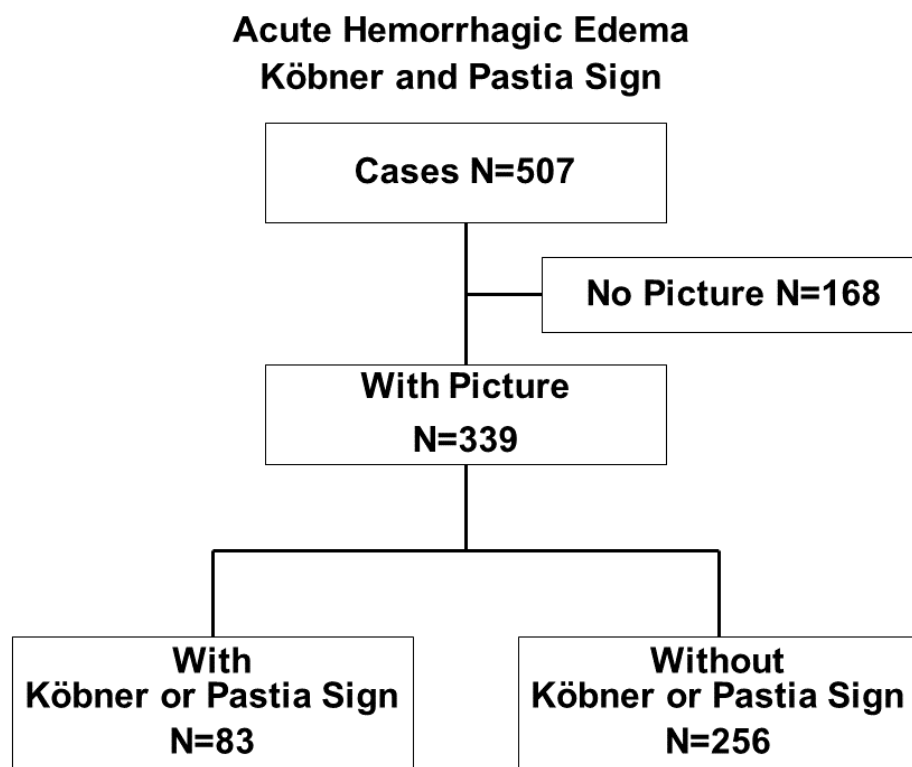 Acute Hemorrhagic Edema
Köbner and Pastia Sign
Cases N=507
No Picture N=168
With Picture
N=339
With
Köbner or Pastia Sign
N=83
Without
Köbner or Pastia Sign
N=256